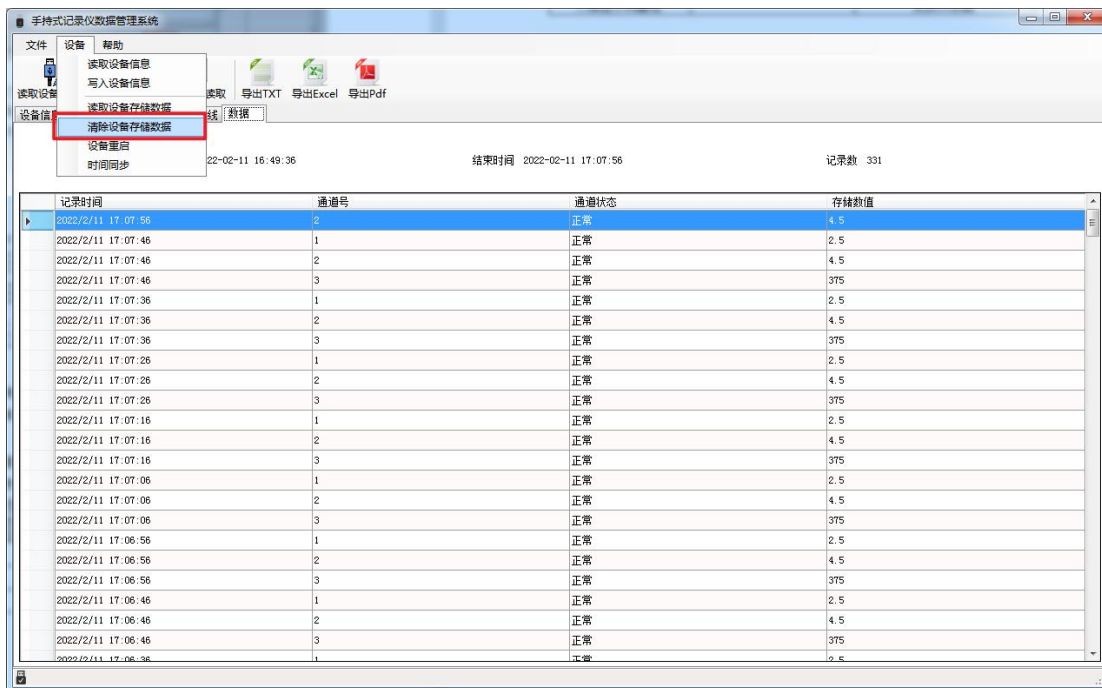 手持式记录仪数据管理系统
文件 设备 帮助
读取设备信息
写入设备信息
读取设备存储数据
清除设备存储数据
设备重启
时间同步
读取设备 读取 导出TXT 导出Excel 导出Pdf
设备信息 线 数据
22-02-11 16:49:36 结束时间 2022-02-11 17:07:56 记录数 331
记录时间 通道号 通道状态 存储数值
2022/2/11 17:07:56 2 正常 4.5
2022/2/11 17:07:46 1 正常 2.5
2022/2/11 17:07:46 2 正常 4.5
2022/2/11 17:07:46 3 正常 375
2022/2/11 17:07:36 1 正常 2.5
2022/2/11 17:07:36 2 正常 4.5
2022/2/11 17:07:36 3 正常 375
2022/2/11 17:07:26 1 正常 2.5
2022/2/11 17:07:26 2 正常 4.5
2022/2/11 17:07:26 3 正常 375
2022/2/11 17:07:16 1 正常 2.5
2022/2/11 17:07:16 2 正常 4.5
2022/2/11 17:07:16 3 正常 375
2022/2/11 17:07:06 1 正常 2.5
2022/2/11 17:07:06 2 正常 4.5
2022/2/11 17:07:06 3 正常 375
2022/2/11 17:06:56 1 正常 2.5
2022/2/11 17:06:56 2 正常 4.5
2022/2/11 17:06:56 3 正常 375
2022/2/11 17:06:46 1 正常 2.5
2022/2/11 17:06:46 2 正常 4.5
2022/2/11 17:06:46 3 正常 375
2022/2/11 17:06:36 1 正常 2.5